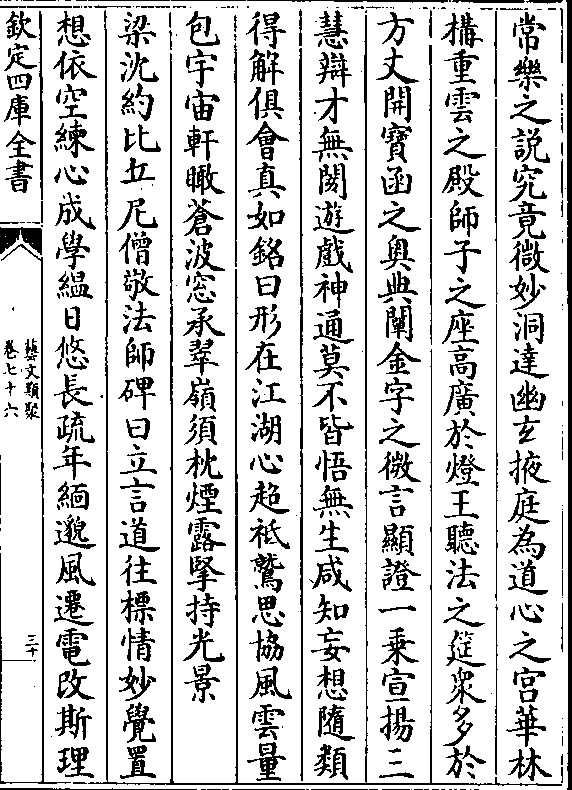 常樂之説究竟微妙洞達幽𤣥掖庭為道心之宫華林
構重雲之殿師子之座髙廣於燈王聽法之筵衆多於
方丈開寳函之奥典闡金字之微言顯證一乗宣揚三
慧辯才無閡遊戲神通莫不皆悟無生咸知妄想隨類
得解俱㑹真如銘曰形在江湖心超祇鷲思協風雲量
包宇宙軒瞰蒼波窓承翠嶺須枕煙露擥持光景
梁沈約比丘尼僧敬法師碑曰立言道往標情妙覺置
想依空練心成學緼日悠長疏年緬邈風遷電改斯理
欽定四庫全書
藝文類聚
卷七十六
三十